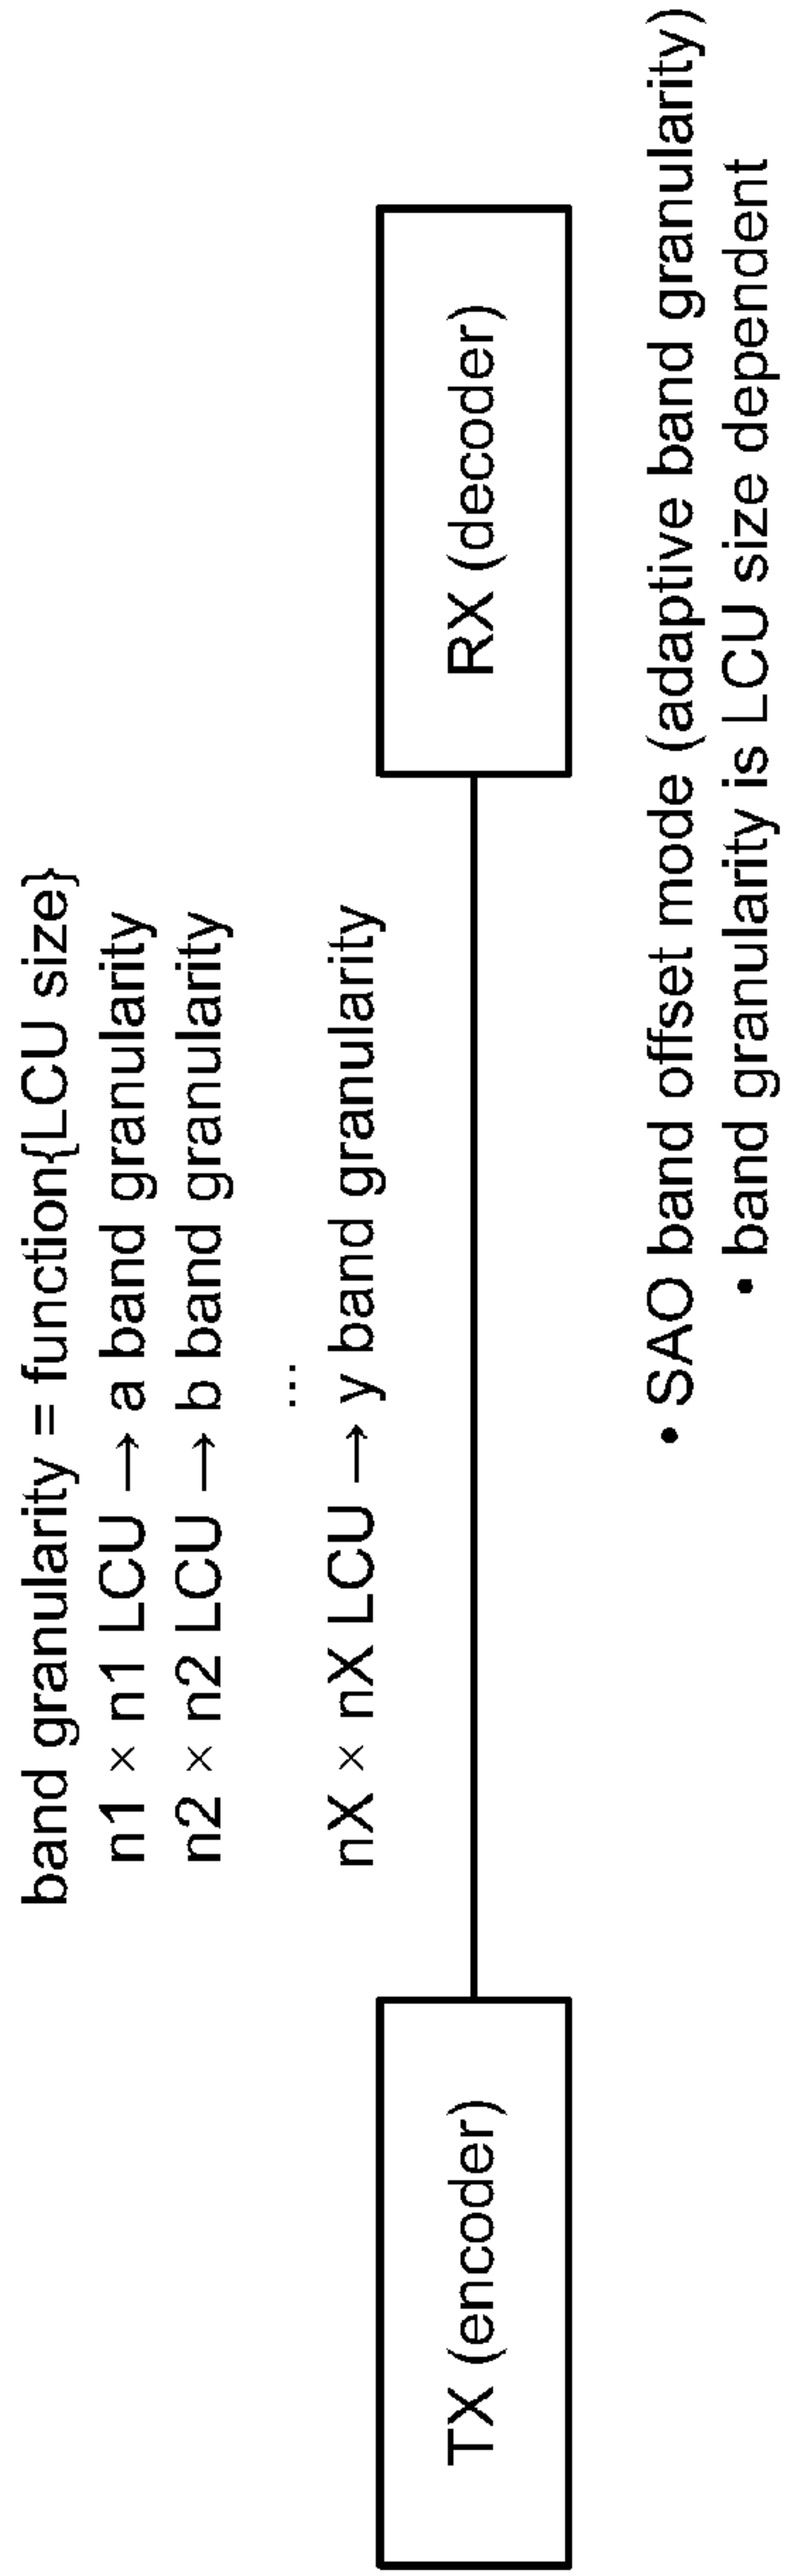 band granularity = function{LCU size}
n1 × n1 LCU → a band granularity
n2 × n2 LCU → b band granularity
...
nX × nX LCU → y band granularity
TX (encoder)
RX (decoder)
• SAO band offset mode (adaptive band granularity)
• band granularity is LCU size dependent